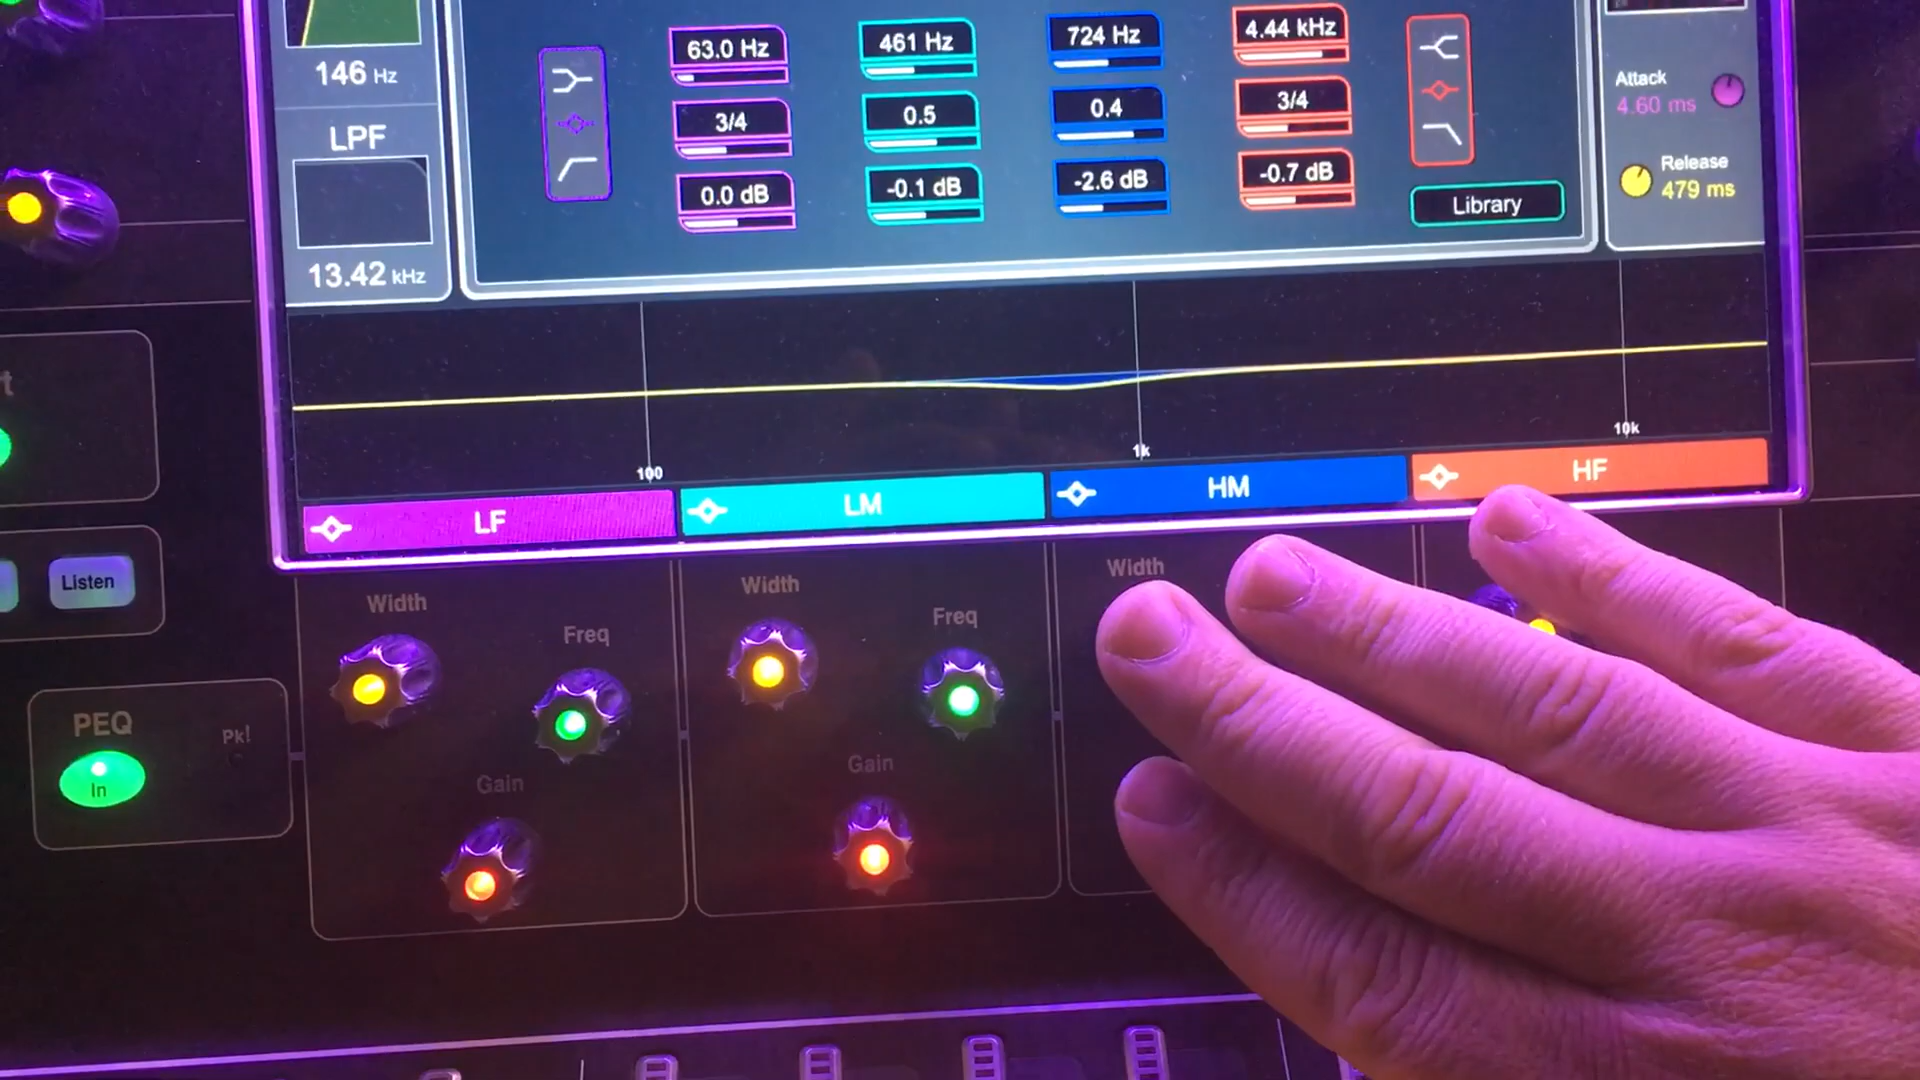 146 Hz
LPF
13.42 kHz
63.0 Hz
461 Hz
724 Hz
4.44 kHz
3/4
0.5
0.4
3/4
0.0 dB
-0.1 dB
-2.6 dB
-0.7 dB
Library
Attack
4.60 ms
Release
479 ms
100
1k
10k
LF
LM
HM
HF
t
Listen
Width
Freq
Gain
Width
Freq
Gain
Width
PEQ
Pk!
In